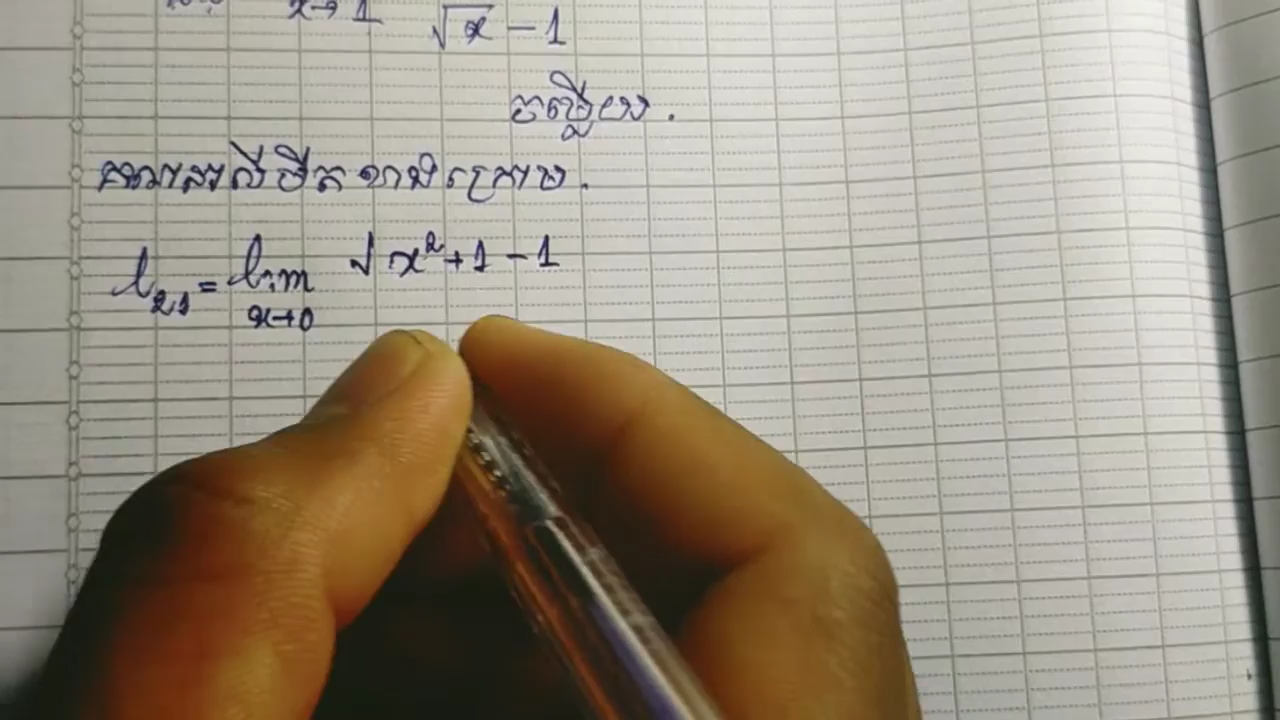 x→1 √x − 1
ចម្លើយ .
គណនាលីមីតខាងក្រោម .
l₂₁ = lim √x² + 1 − 1
x→0